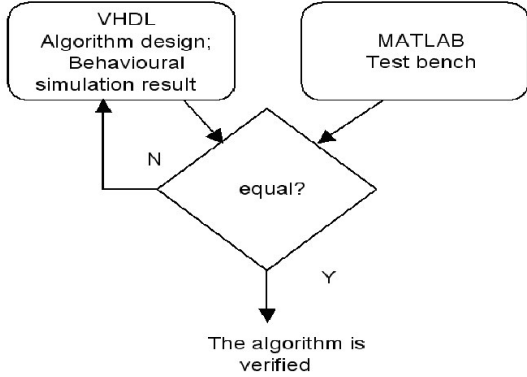 VHDL
Algorithm design;
Behavioural
simulation result
MATLAB
Test bench
N
equal?
Y
The algorithm is
verified